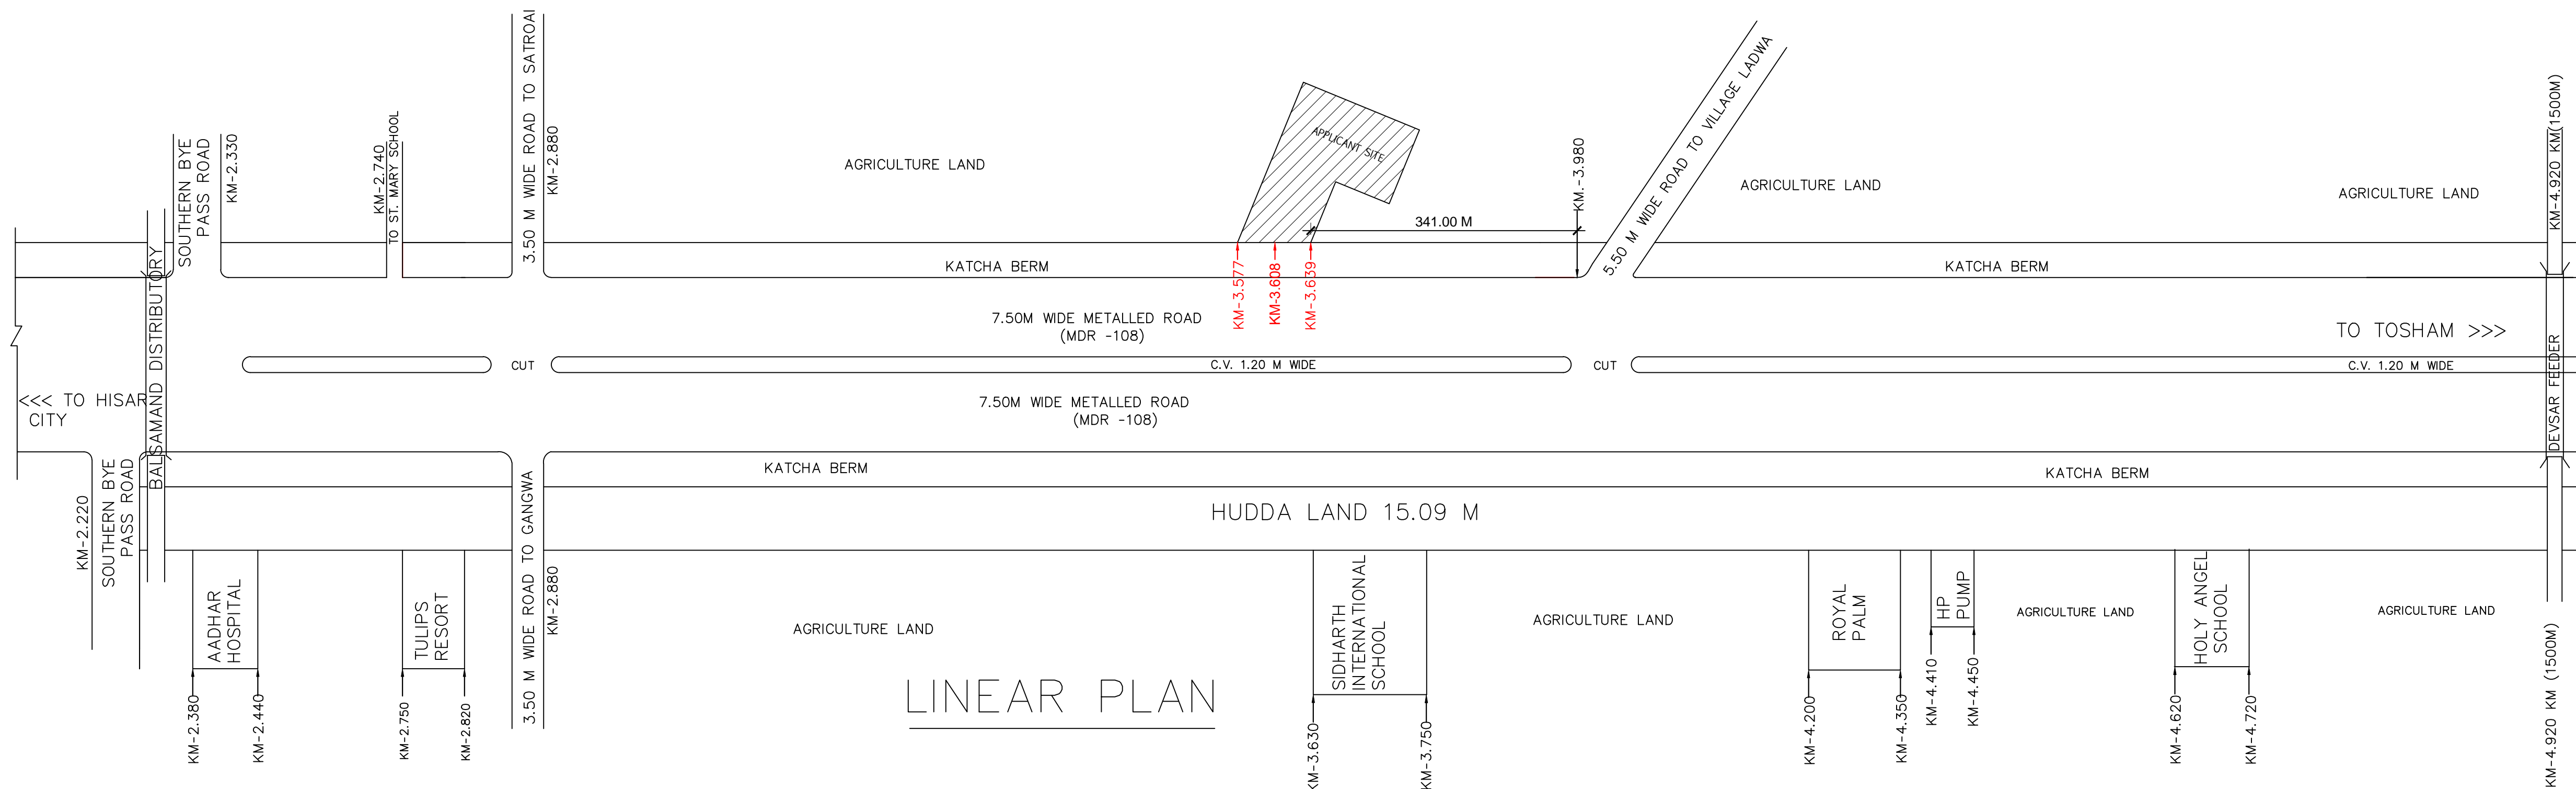 SOUTHERN BYE
PASS ROAD
KM-2.330
KM-2.740
TO ST. MARY SCHOOL
3.50 M WIDE ROAD TO SATROAI
KM-2.880
AGRICULTURE LAND
APPLICANT SITE
341.00 M
KM.-3.980
5.50 M WIDE ROAD TO VILLAGE LADWA
AGRICULTURE LAND
AGRICULTURE LAND
KM-4.920 KM(1500M)
KATCHA BERM
KATCHA BERM
KM-3.577
KM-3.608
KM-3.639
7.50M WIDE METALLED ROAD
(MDR -108)
TO TOSHAM >>>
BALSAMAND DISTRIBUTORY
CUT
C.V. 1.20 M WIDE
CUT
C.V. 1.20 M WIDE
DEVSAR FEEDER
<<< TO HISAR
CITY
7.50M WIDE METALLED ROAD
(MDR -108)
KATCHA BERM
KATCHA BERM
HUDDA LAND 15.09 M
KM-2.220
SOUTHERN BYE
PASS ROAD
AADHAR
HOSPITAL
TULIPS
RESORT
3.50 M WIDE ROAD TO GANGWA
KM-2.880
AGRICULTURE LAND
SIDHARTH
INTERNATIONAL
SCHOOL
AGRICULTURE LAND
ROYAL
PALM
HP
PUMP
AGRICULTURE LAND
HOLY ANGEL
SCHOOL
AGRICULTURE LAND
KM-2.380
KM-2.440
KM-2.750
KM-2.820
LINEAR PLAN
KM-3.630
KM-3.750
KM-4.200
KM-4.350
KM-4.410
KM-4.450
KM-4.620
KM-4.720
KM-4.920 KM (1500M)